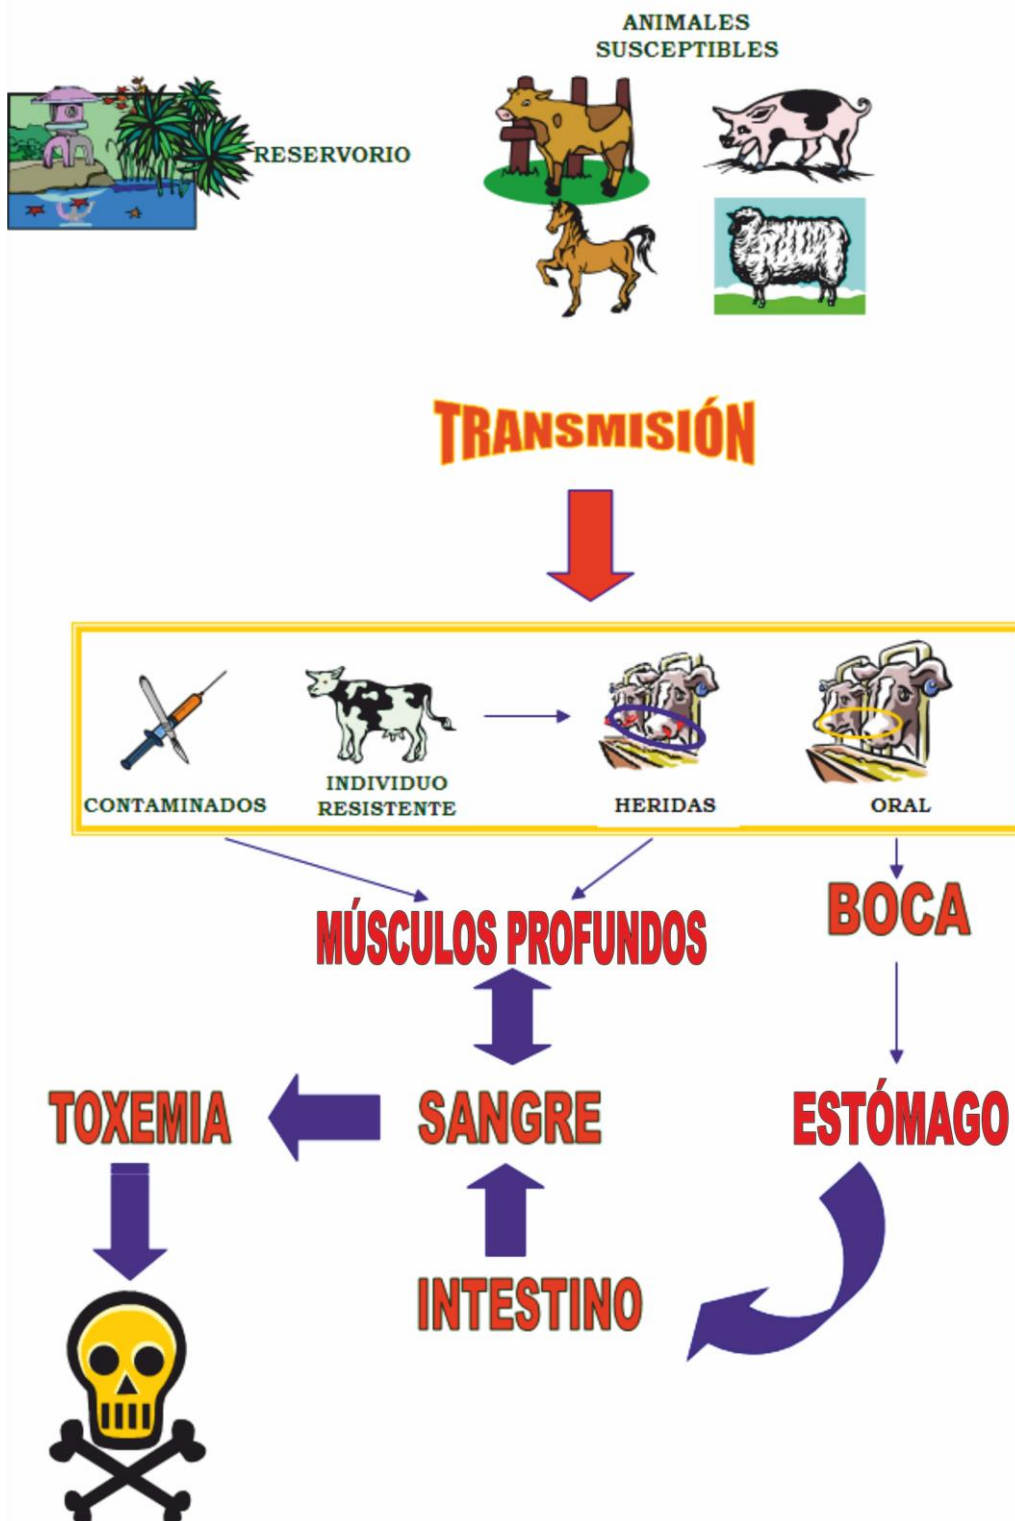 ANIMALES
SUSCEPTIBLES
RESERVORIO
TRANSMISIÓN
CONTAMINADOS
INDIVIDUO
RESISTENTE
HERIDAS
ORAL
MÚSCULOS PROFUNDOS
BOCA
TOXEMIA
SANGRE
ESTÓMAGO
INTESTINO